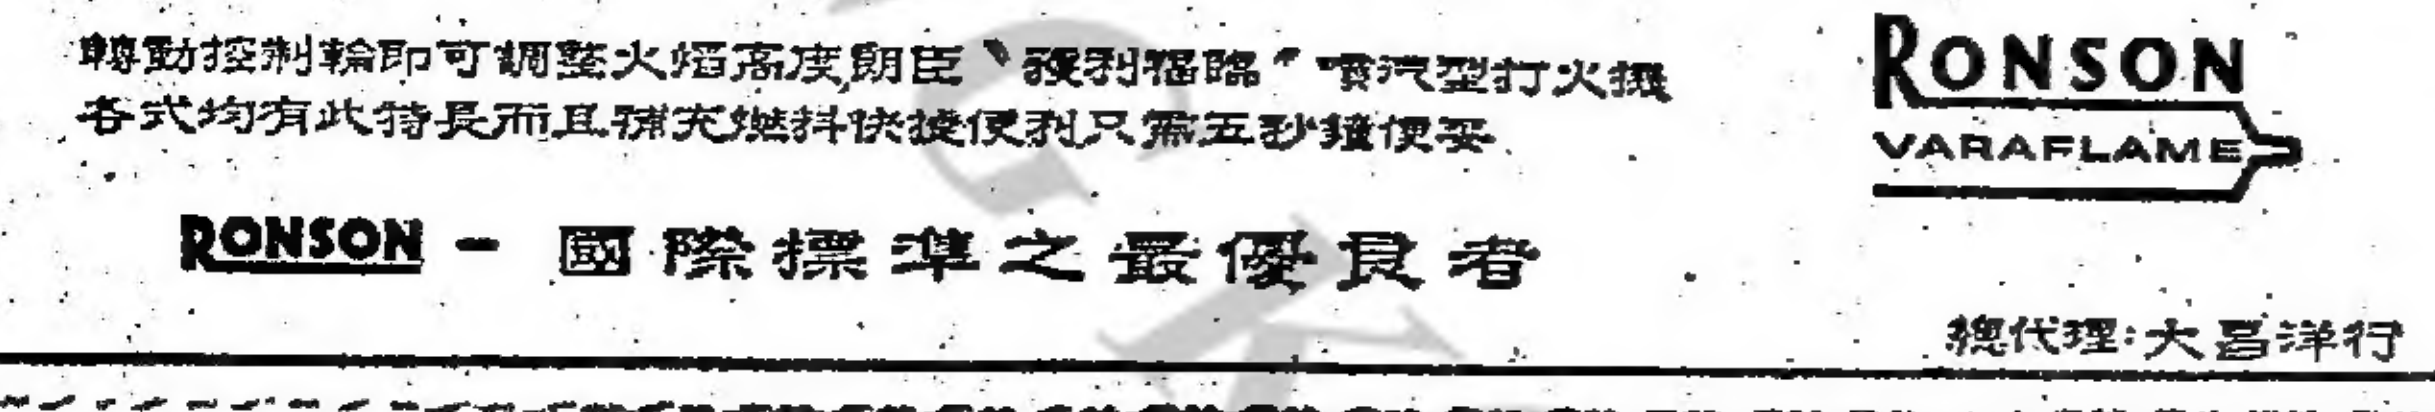 轉動控制輪即可調整火焰高度朗臣〝發利福臨〞噴汽型打火機
各式均有此特長而且補充燃料快捷便利只需五秒鐘便妥
RONSON – 國際標準之最優良者
RONSON
VARAFLAME
總代理:大昌洋行